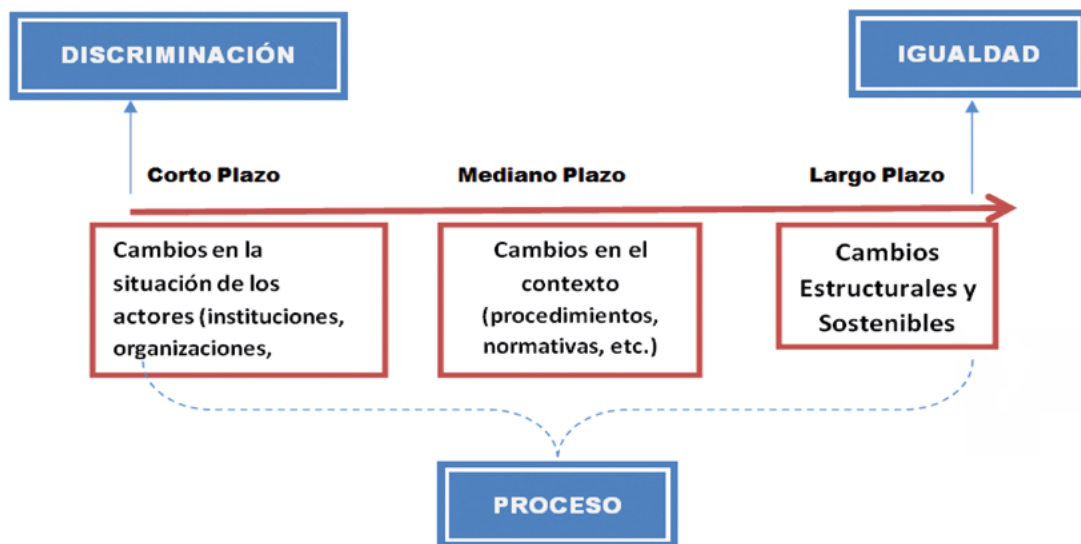 DISCRIMINACIÓN
IGUALDAD
Corto Plazo
Mediano Plazo
Largo Plazo
Cambios en la
situación de los
actores (instituciones,
organizaciones,
Cambios en el
contexto
(procedimientos,
normativas, etc.)
Cambios
Estructurales y
Sostenibles
PROCESO